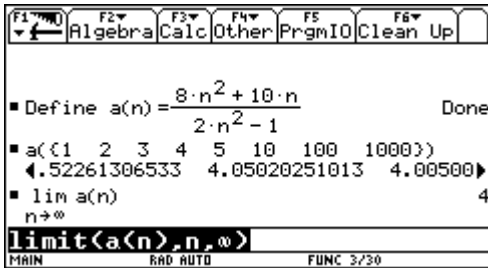 F1 F2 F3 F4 F5 F6
Algebra Calc Other PrgmIO Clean Up
▪ Define a(n) = (8·n² + 10·n)/(2·n² - 1) Done
▪ a({1 2 3 4 5 10 100 1000})
◂.52261306533 4.05020251013 4.00500▸
▪ lim a(n) 4
n→∞
limit(a(n),n,∞)
MAIN RAD AUTO FUNC 3/30